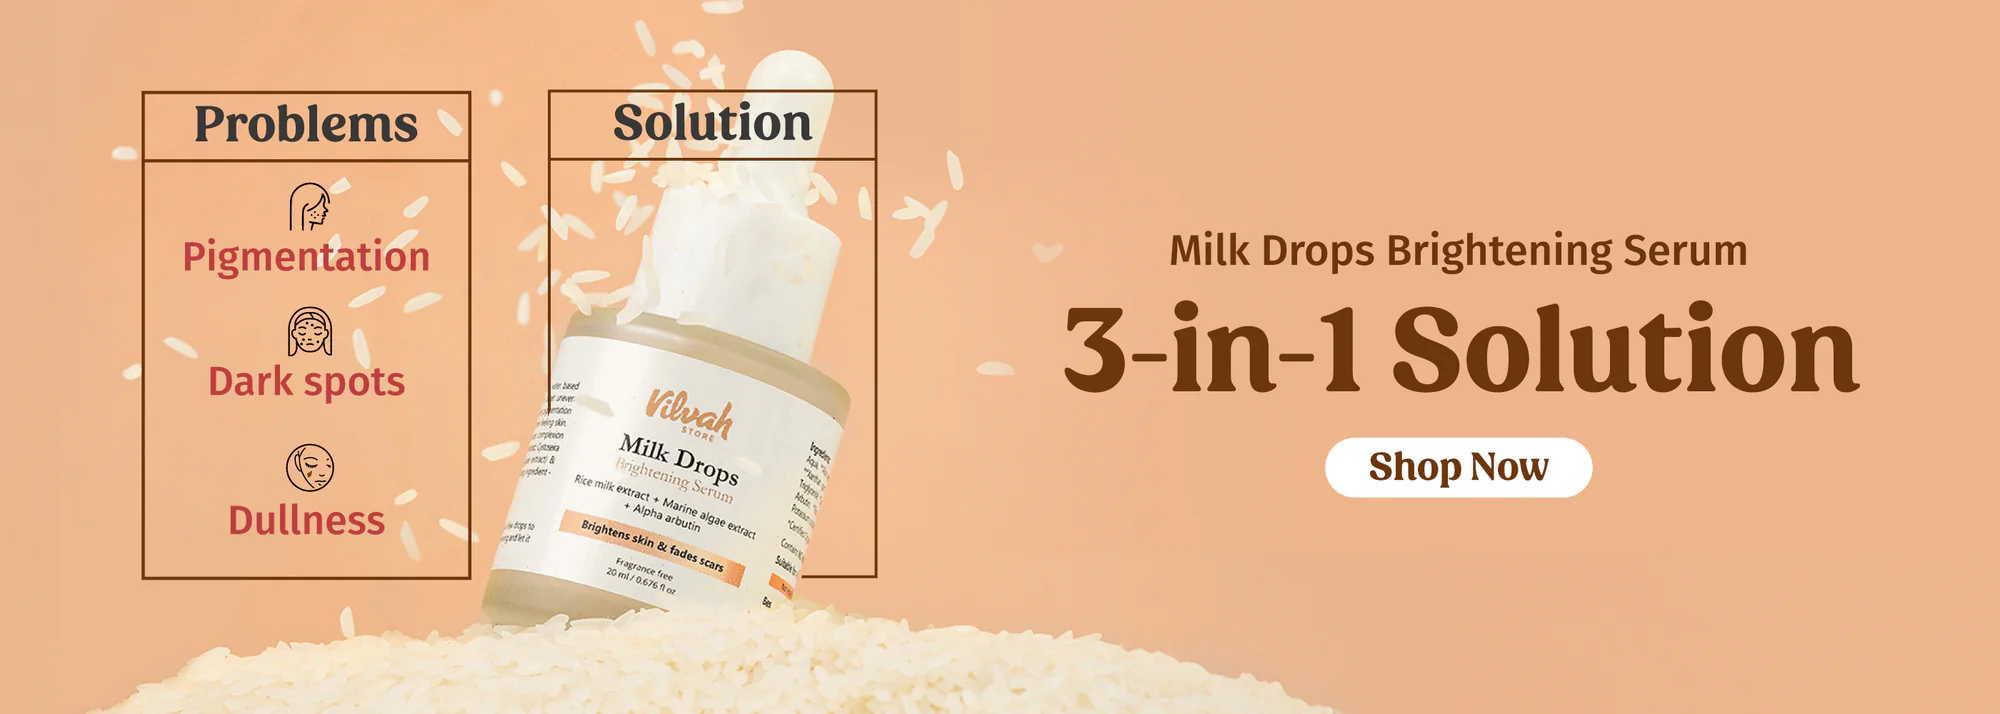 Problems
Pigmentation
Dark spots
Dullness
Solution
Vilvah
STORE
Milk Drops
Brightening Serum
Rice milk extract + Marine algae extract
+ Alpha arbutin
Brightens skin & fades scars
Fragrance free
20 ml / 0.676 fl oz
Milk Drops Brightening Serum
3-in-1 Solution
Shop Now